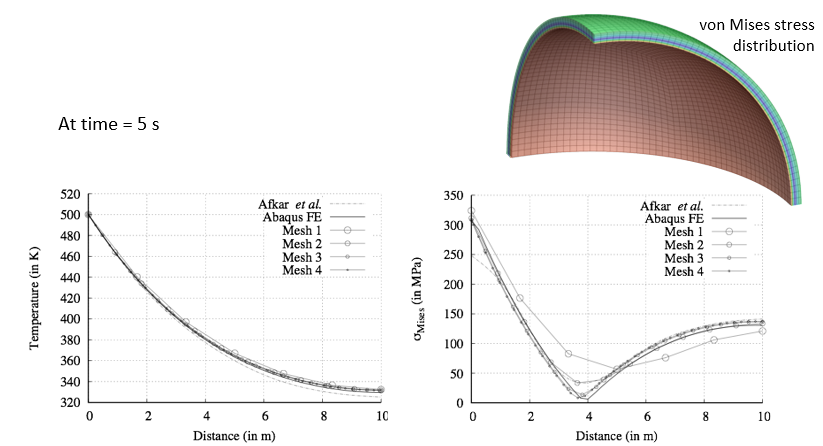 von Mises stress
distribution
At time = 5 s
520
500
480
460
440
420
400
380
360
340
320
Temperature (in K)
Afkar et al.
Abaqus FE
Mesh 1
Mesh 2
Mesh 3
Mesh 4
0 2 4 6 8 10
Distance (in m)
350
300
250
200
150
100
50
0
σMises (in MPa)
Afkar et al.
Abaqus FE
Mesh 1
Mesh 2
Mesh 3
Mesh 4
0 2 4 6 8 10
Distance (in m)